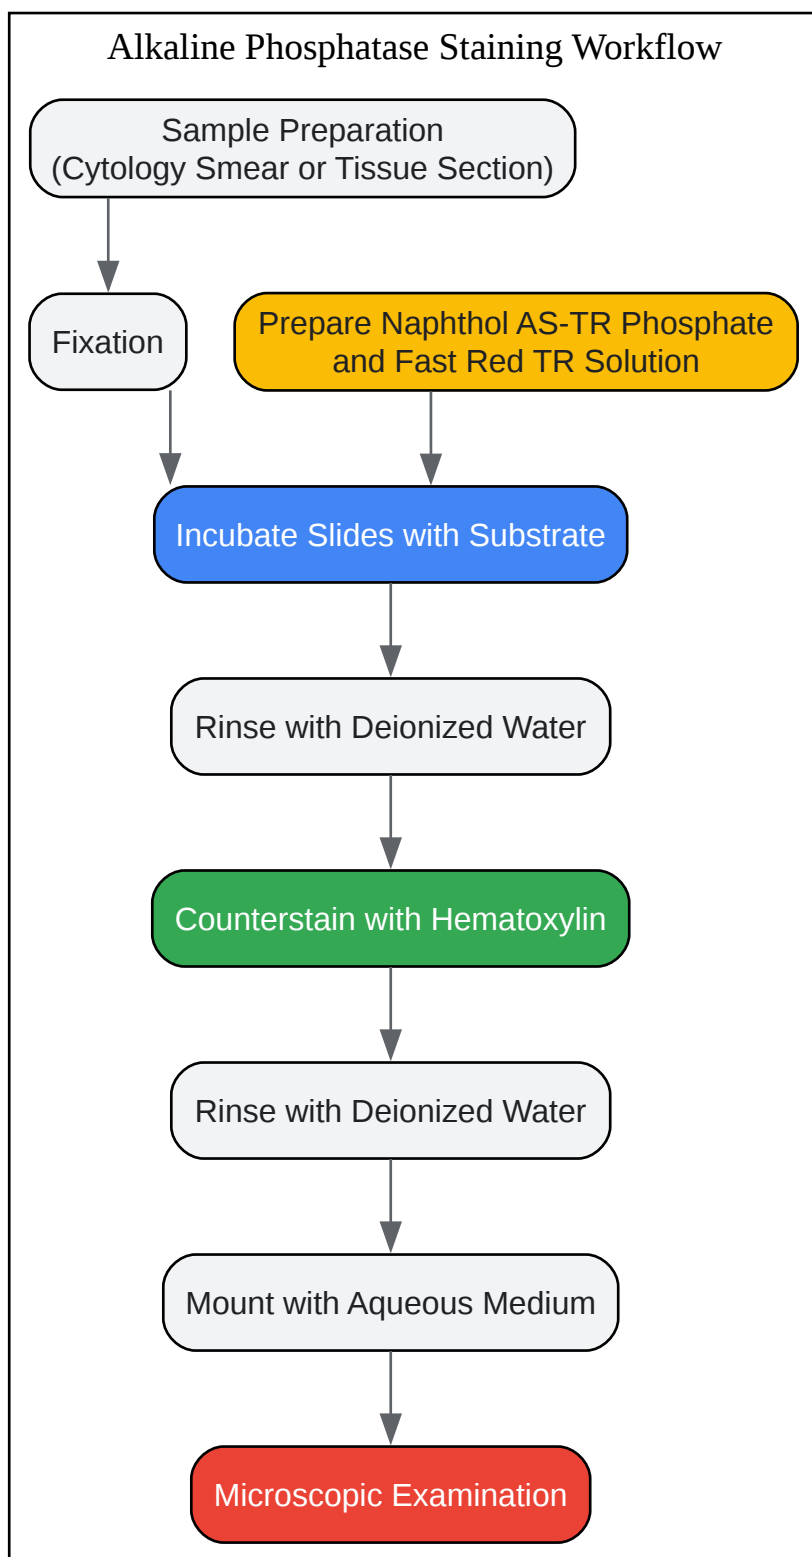 Alkaline Phosphatase Staining Workflow
Sample Preparation
(Cytology Smear or Tissue Section)
Fixation
Prepare Naphthol AS-TR Phosphate
and Fast Red TR Solution
Incubate Slides with Substrate
Rinse with Deionized Water
Counterstain with Hematoxylin
Rinse with Deionized Water
Mount with Aqueous Medium
Microscopic Examination